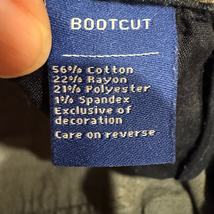 BOOTCUT
56% Cotton
22% Rayon
21% Polyester
1% Spandex
Exclusive of
decoration
Care on reverse